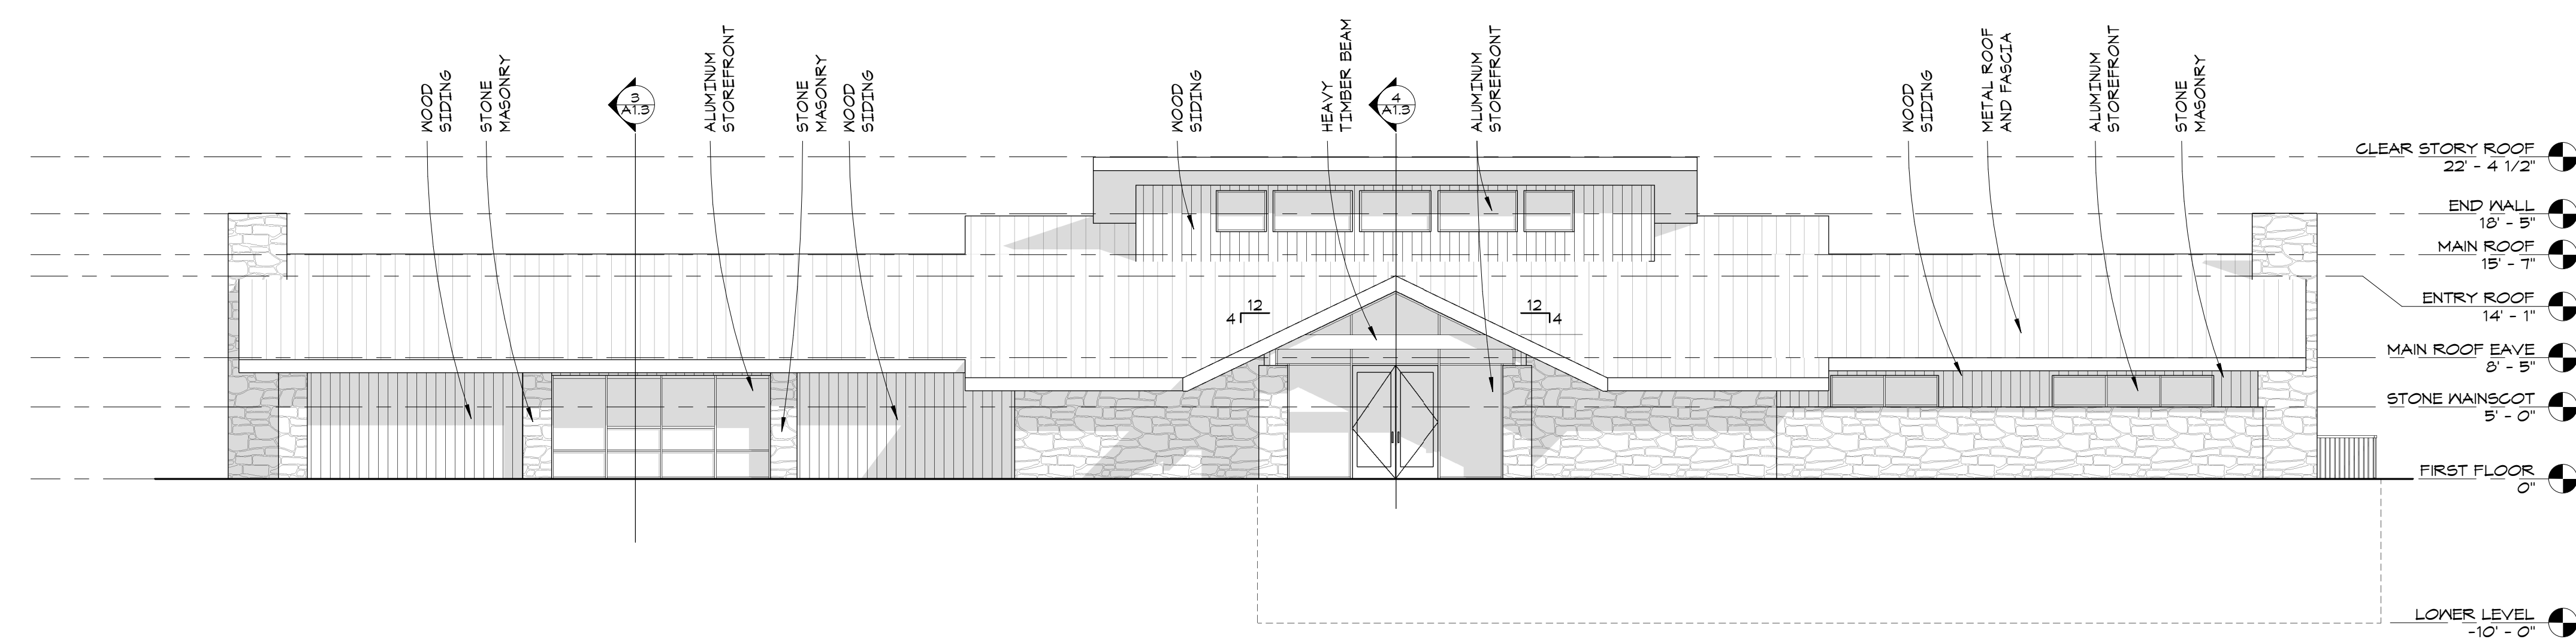 WOOD
SIDING
STONE
MASONRY
3
A1.3
ALUMINUM
STOREFRONT
STONE
MASONRY
WOOD
SIDING
WOOD
SIDING
HEAVY
TIMBER BEAM
4
A1.3
ALUMINUM
STOREFRONT
WOOD
SIDING
METAL ROOF
AND FASCIA
ALUMINUM
STOREFRONT
STONE
MASONRY
CLEAR STORY ROOF
22' - 4 1/2"
END WALL
18' - 5"
MAIN ROOF
15' - 7"
12
4
12
4
ENTRY ROOF
14' - 1"
MAIN ROOF EAVE
8' - 5"
STONE WAINSCOT
5' - 0"
FIRST FLOOR
0"
LOWER LEVEL
-10' - 0"